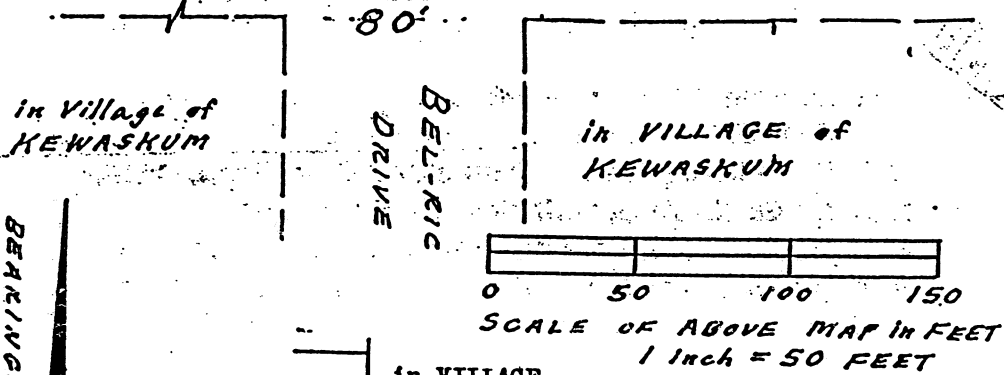 80'
in Village of
KEWASKUM
BEL-RIC
DRIVE
in VILLAGE of
KEWASKUM
BEARING
0 50 100 150
SCALE OF ABOVE MAP in FEET
1 inch = 50 FEET
in VILLAGE